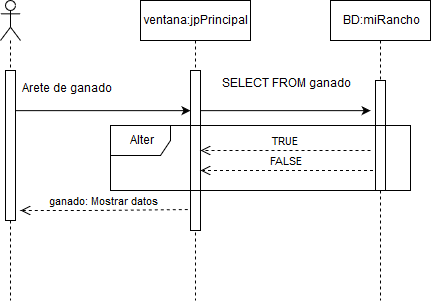 ventana:jpPrincipal
BD:miRancho
Arete de ganado
SELECT FROM ganado
Alter
TRUE
FALSE
ganado: Mostrar datos